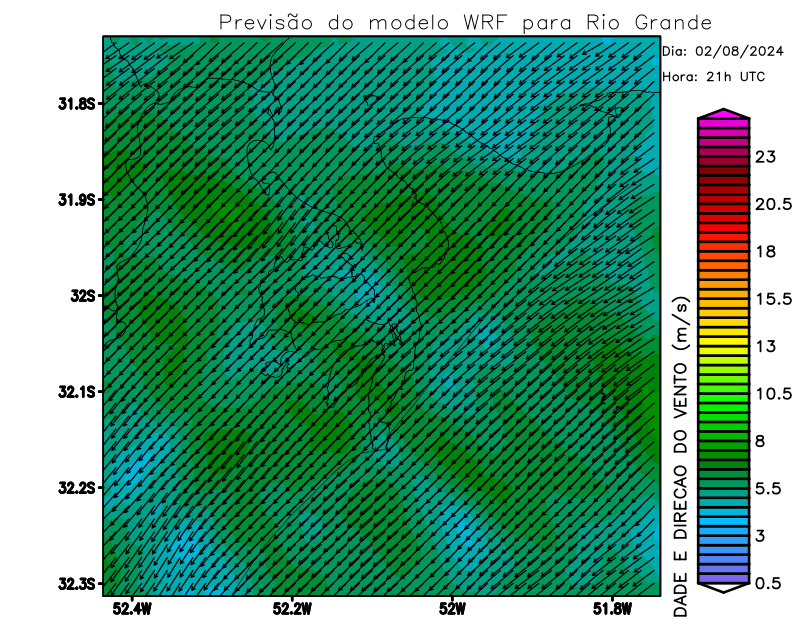 Previsão do modelo WRF para Rio Grande
Dia: 02/08/2024
Hora: 21h UTC
31.8S
31.9S
32S
32.1S
32.2S
32.3S
52.4W
52.2W
52W
51.8W
23
20.5
18
15.5
13
10.5
8
5.5
3
0.5
DADE E DIRECAO DO VENTO (m/s)